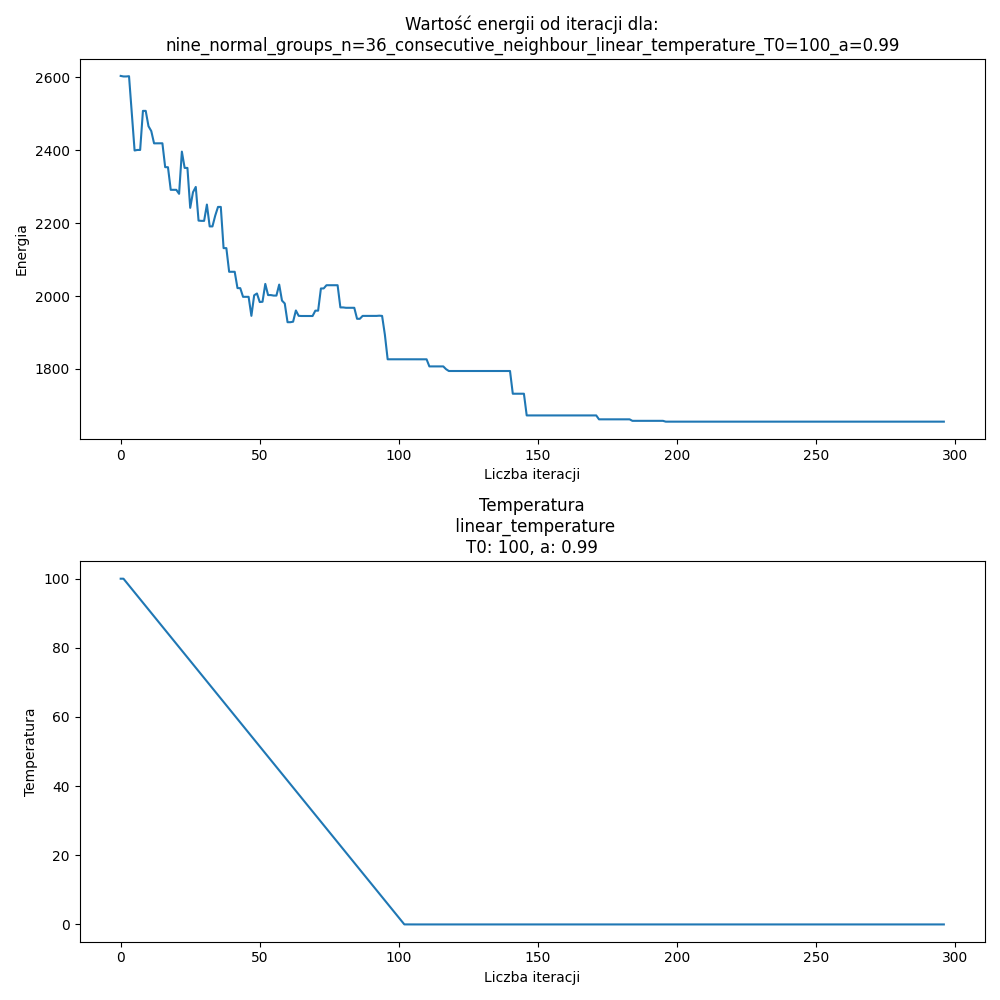 Wartość energii od iteracji dla:
nine_normal_groups_n=36_consecutive_neighbour_linear_temperature_T0=100_a=0.99
2600
2400
2200
2000
1800
Energia
0 50 100 150 200 250 300
Liczba iteracji
Temperatura
linear_temperature
T0: 100, a: 0.99
100
80
60
40
20
0
Temperatura
0 50 100 150 200 250 300
Liczba iteracji